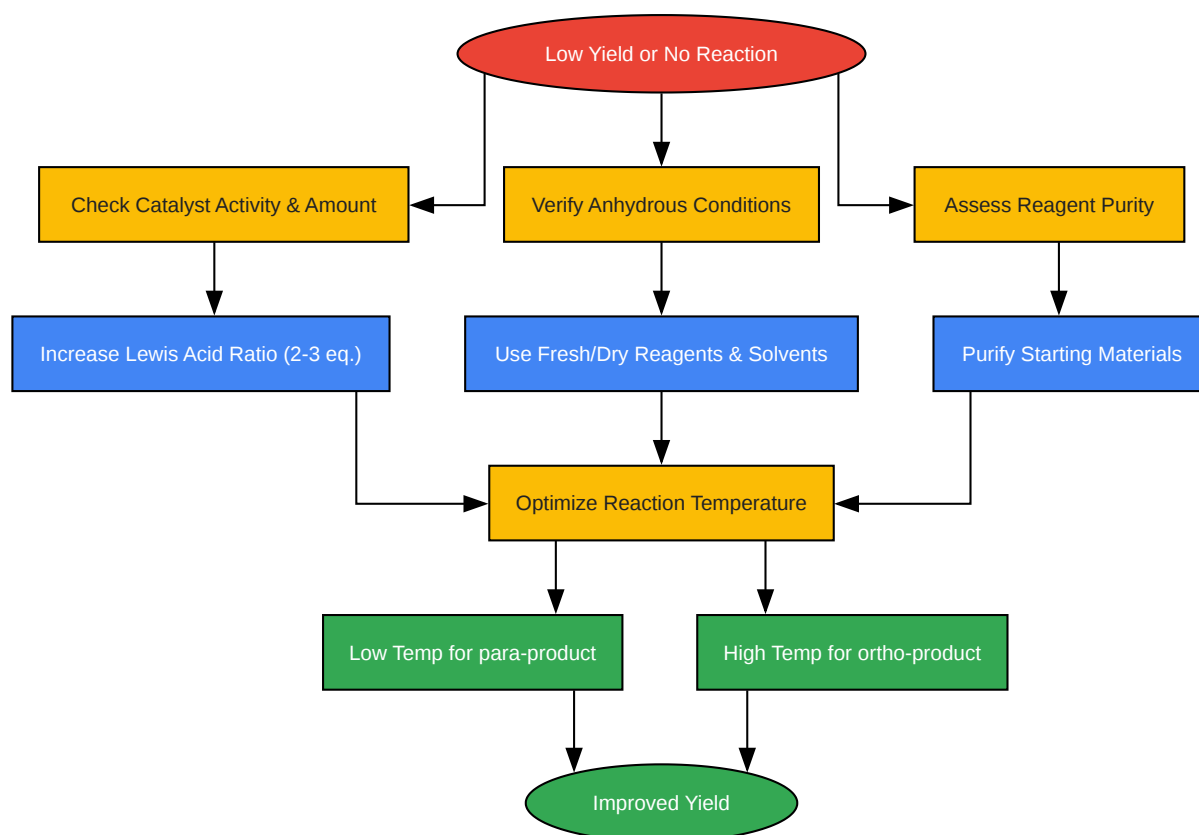 Low Yield or No Reaction
Check Catalyst Activity & Amount
Verify Anhydrous Conditions
Assess Reagent Purity
Increase Lewis Acid Ratio (2-3 eq.)
Use Fresh/Dry Reagents & Solvents
Purify Starting Materials
Optimize Reaction Temperature
Low Temp for para-product
High Temp for ortho-product
Improved Yield